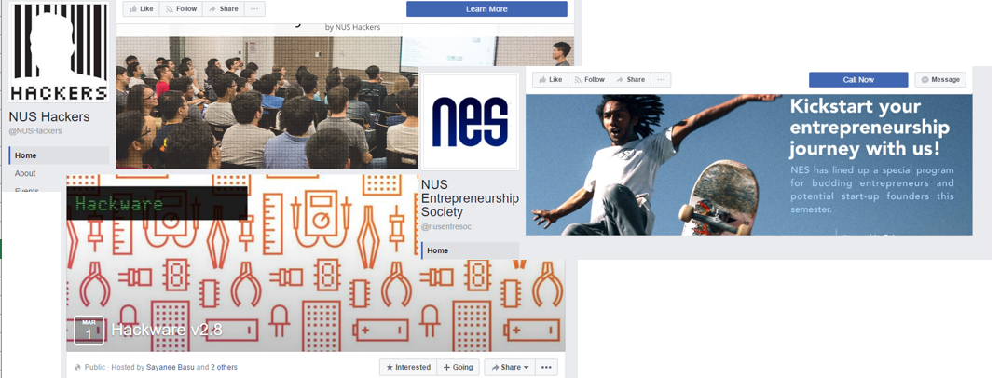 Like
Follow
Share
Learn More
by NUS Hackers
HACKERS
NUS Hackers
@NUSHackers
Home
About
Events
nes
NUS
Entrepreneurship
Society
@nusentresoc
Home
Like
Follow
Share
Call Now
Message
Kickstart your
entrepreneurship
journey with us!
NES has lined up a special program
for budding entrepreneurs and
potential start-up founders this
semester.
Hackware
MAR
1
Hackware v2.8
Public · Hosted by Sayanee Basu and 2 others
Interested
Going
Share